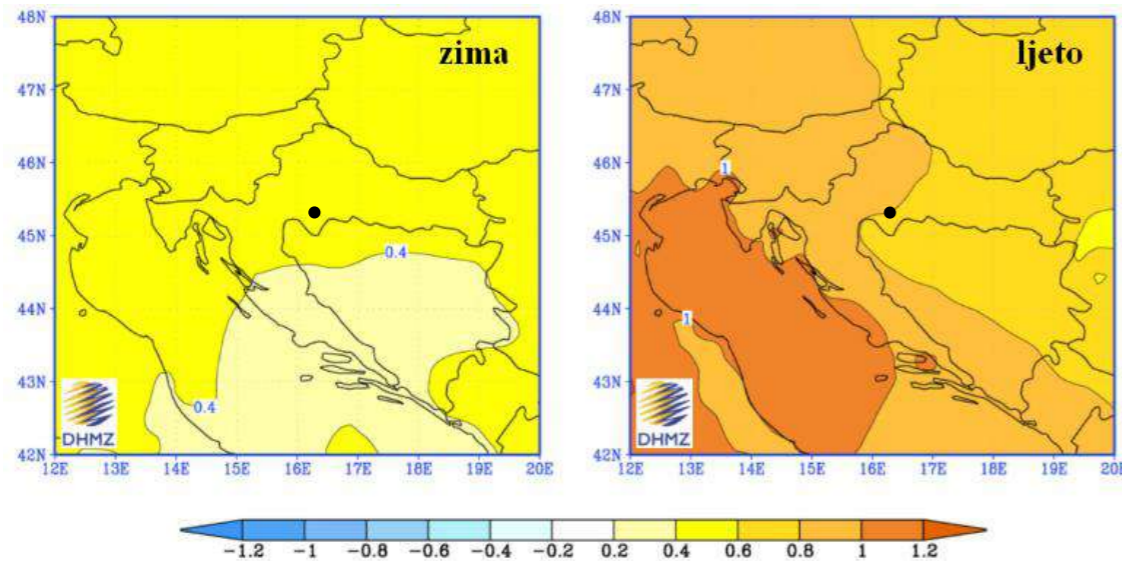 zima
48N
47N
46N
45N
44N
43N
42N
0.4
0.4
DHMZ
12E 13E 14E 15E 16E 17E 18E 19E 20E
ljeto
48N
47N
46N
45N
44N
43N
42N
1
1
DHMZ
12E 13E 14E 15E 16E 17E 18E 19E 20E
-1.2 -1 -0.8 -0.6 -0.4 -0.2 0.2 0.4 0.6 0.8 1 1.2